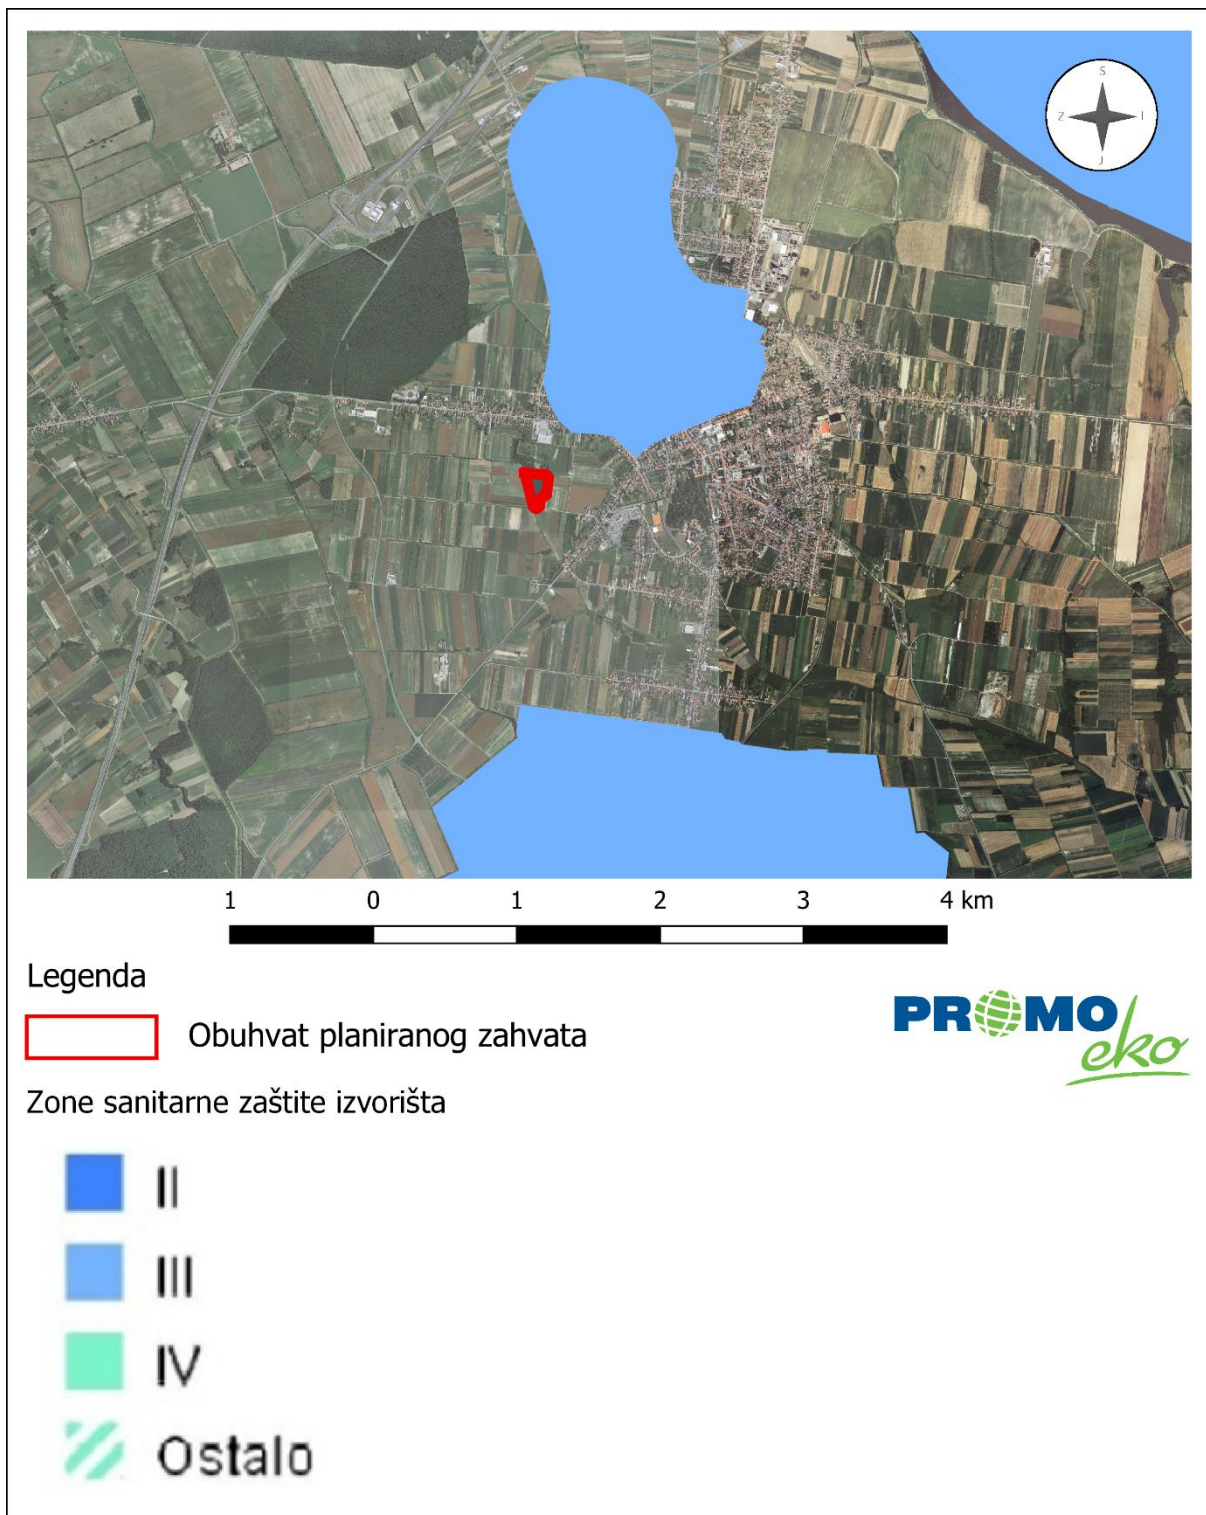 S
Z I
J
1 0 1 2 3 4 km
Legenda
Obuhvat planiranog zahvata
PROMO
eko
Zone sanitarne zaštite izvorišta
II
III
IV
Ostalo